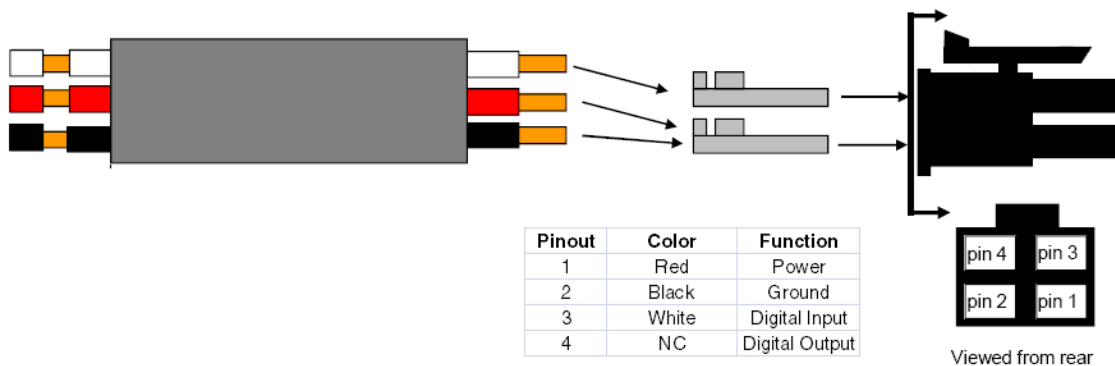 Pinout Color Function
1 Red Power
2 Black Ground
3 White Digital Input
4 NC Digital Output
pin 4 pin 3
pin 2 pin 1
Viewed from rear